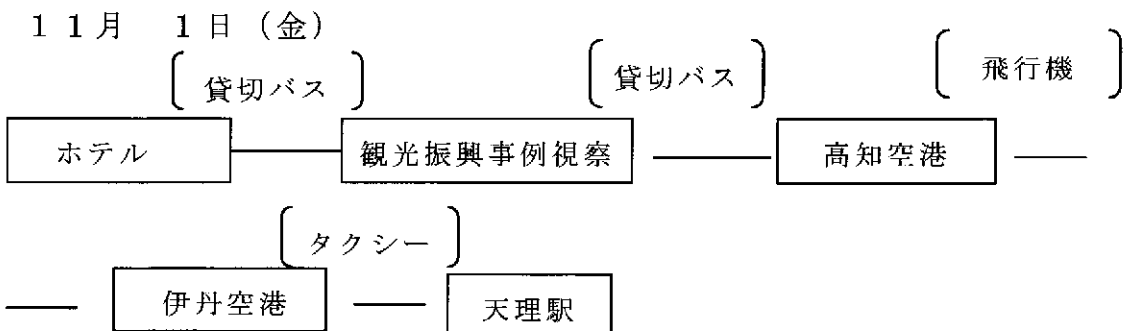 11月 1日(金)
〔貸切バス〕 〔貸切バス〕 〔飛行機〕
ホテル 観光振興事例視察 高知空港
〔タクシー〕
伊丹空港 天理駅